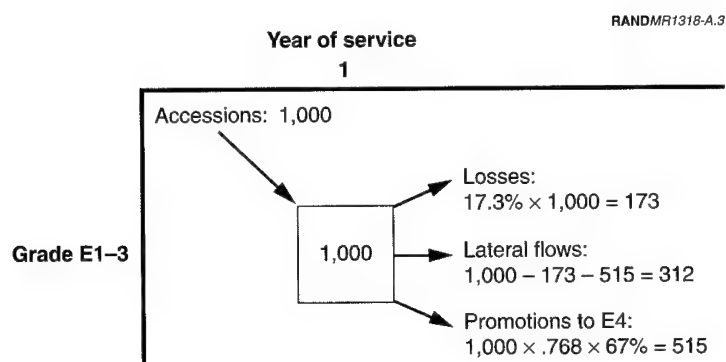 RANDMR1318-A.3
Year of service
1
Accessions: 1,000
Losses:
17.3% × 1,000 = 173
Grade E1–3
1,000
Lateral flows:
1,000 – 173 – 515 = 312
Promotions to E4:
1,000 × .768 × 67% = 515